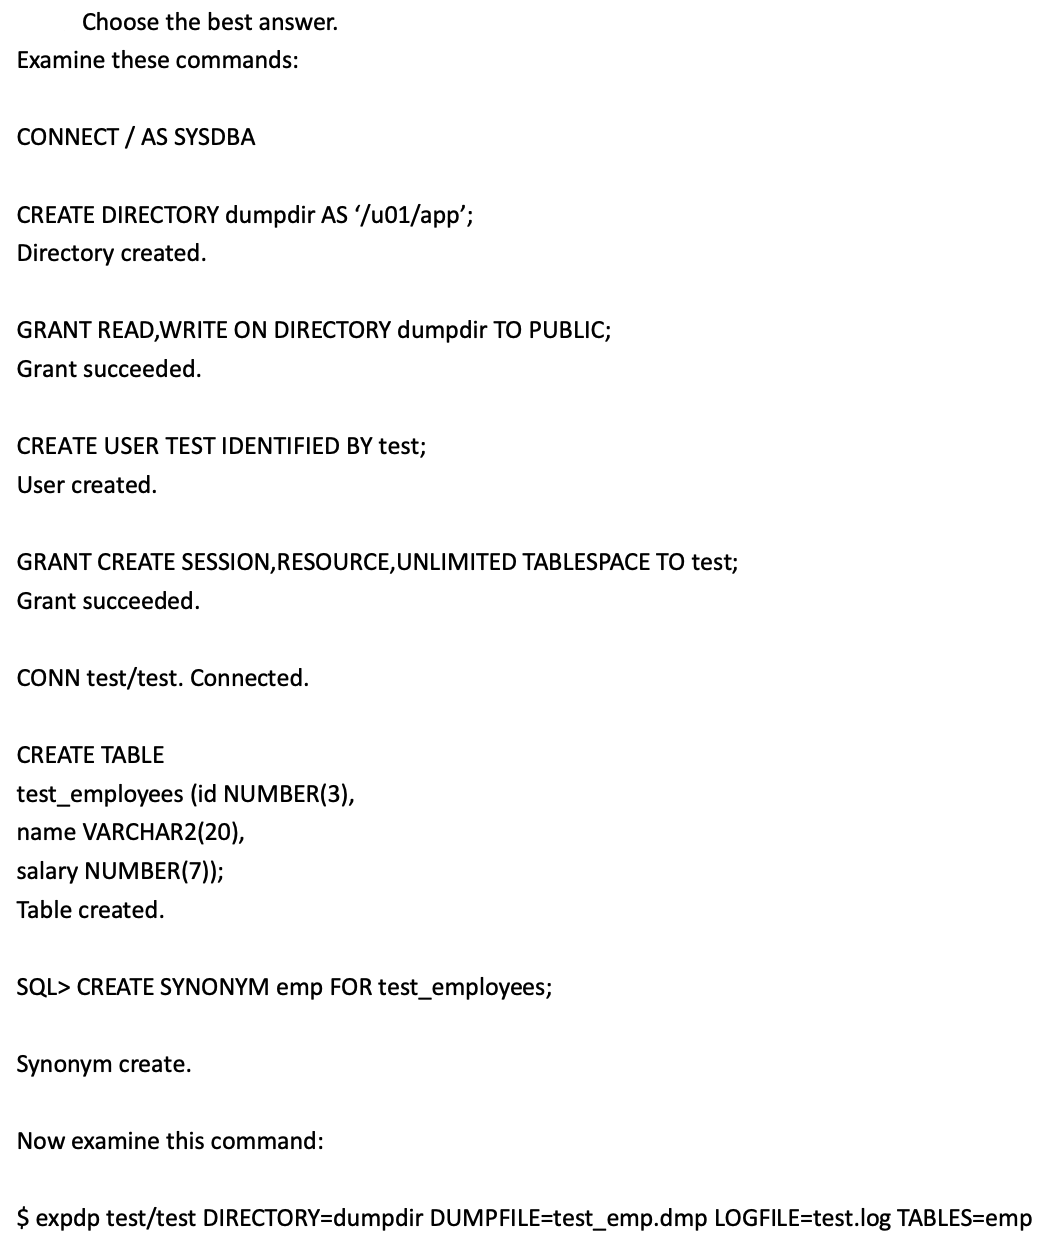 Choose the best answer.
Examine these commands:
CONNECT / AS SYSDBA
CREATE DIRECTORY dumpdir AS ‘/u01/app’;
Directory created.
GRANT READ,WRITE ON DIRECTORY dumpdir TO PUBLIC;
Grant succeeded.
CREATE USER TEST IDENTIFIED BY test;
User created.
GRANT CREATE SESSION,RESOURCE,UNLIMITED TABLESPACE TO test;
Grant succeeded.
CONN test/test. Connected.
CREATE TABLE
test_employees (id NUMBER(3),
name VARCHAR2(20),
salary NUMBER(7));
Table created.
SQL> CREATE SYNONYM emp FOR test_employees;
Synonym create.
Now examine this command:
$ expdp test/test DIRECTORY=dumpdir DUMPFILE=test_emp.dmp LOGFILE=test.log TABLES=emp